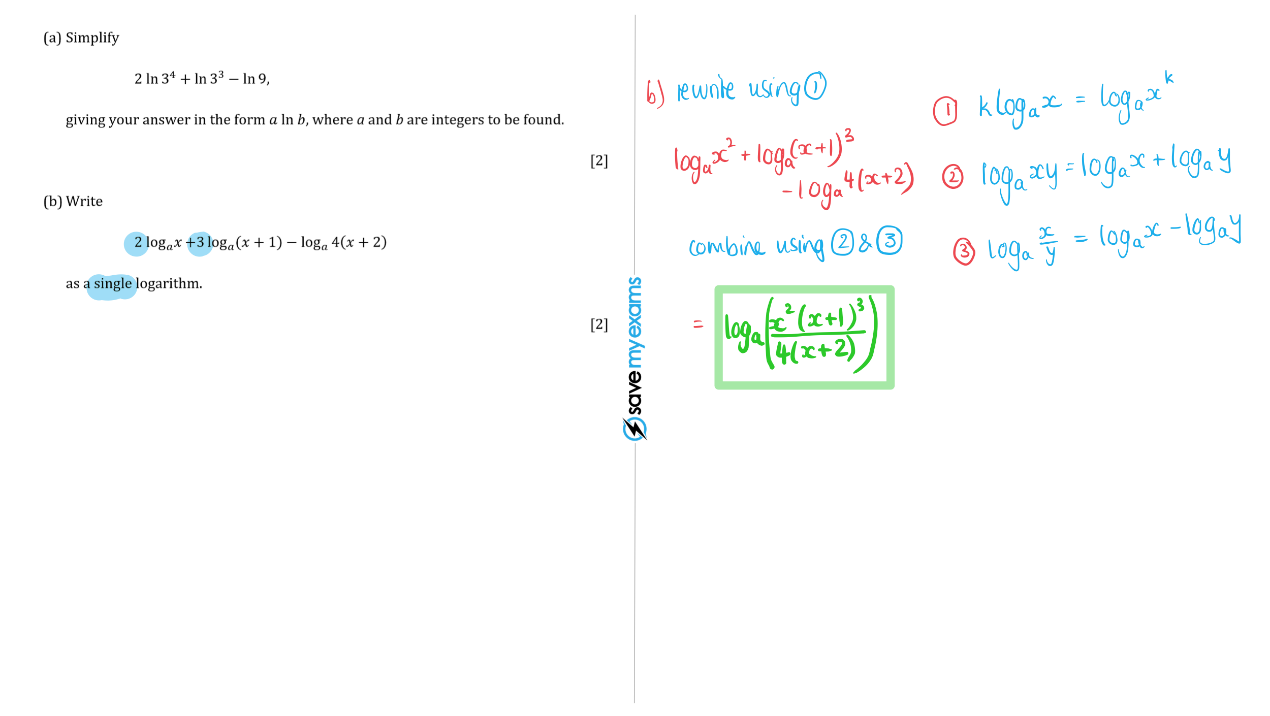 (a) Simplify
2 ln 3⁴ + ln 3³ − ln 9,
giving your answer in the form a ln b, where a and b are integers to be found.
[2]
(b) Write
2 logₐx +3 logₐ(x + 1) − logₐ 4(x + 2)
as a single logarithm.
[2]
save my exams
b) rewrite using ①
logₐx² + logₐ(x+1)³
− logₐ4(x+2)
combine using ② & ③
= logₐ(x²(x+1)³/4(x+2))
① k logₐx = logₐx^k
② logₐxy = logₐx + logₐy
③ logₐ x/y = logₐx − logₐy